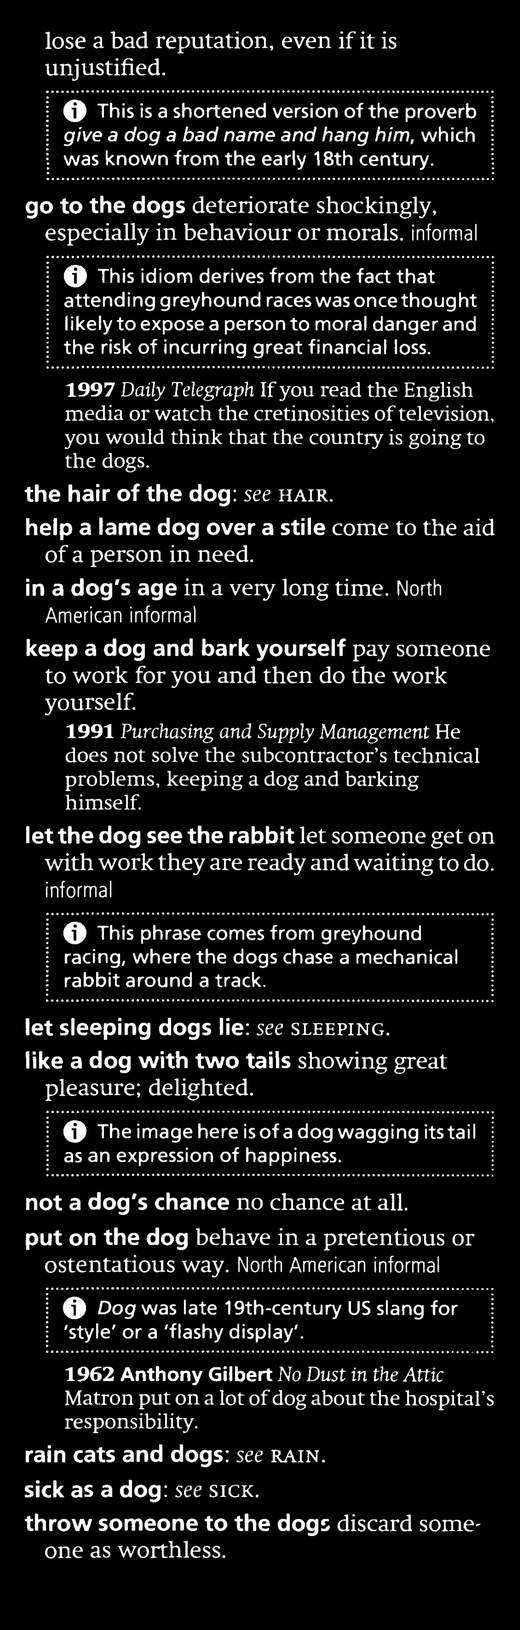 lose a bad reputation, even if it is
unjustified.
i This is a shortened version of the proverb
give a dog a bad name and hang him, which
was known from the early 18th century.
go to the dogs deteriorate shockingly,
especially in behaviour or morals. informal
i This idiom derives from the fact that
attending greyhound races was once thought
likely to expose a person to moral danger and
the risk of incurring great financial loss.
1997 Daily Telegraph If you read the English
media or watch the cretinosities of television,
you would think that the country is going to
the dogs.
the hair of the dog: see HAIR.
help a lame dog over a stile come to the aid
of a person in need.
in a dog's age in a very long time. North
American informal
keep a dog and bark yourself pay someone
to work for you and then do the work
yourself.
1991 Purchasing and Supply Management He
does not solve the subcontractor's technical
problems, keeping a dog and barking
himself.
let the dog see the rabbit let someone get on
with work they are ready and waiting to do.
informal
i This phrase comes from greyhound
racing, where the dogs chase a mechanical
rabbit around a track.
let sleeping dogs lie: see SLEEPING.
like a dog with two tails showing great
pleasure; delighted.
i The image here is of a dog wagging its tail
as an expression of happiness.
not a dog's chance no chance at all.
put on the dog behave in a pretentious or
ostentatious way. North American informal
i Dog was late 19th-century US slang for
'style' or a 'flashy display'.
1962 Anthony Gilbert No Dust in the Attic
Matron put on a lot of dog about the hospital's
responsibility.
rain cats and dogs: see RAIN.
sick as a dog: see SICK.
throw someone to the dogs discard some-
one as worthless.